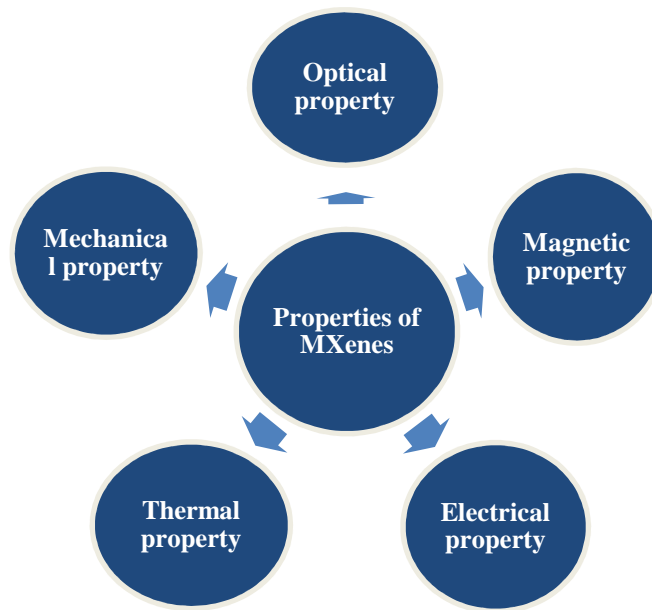 Optical
property
Mechanica
l property
Magnetic
property
Properties of
MXenes
Thermal
property
Electrical
property